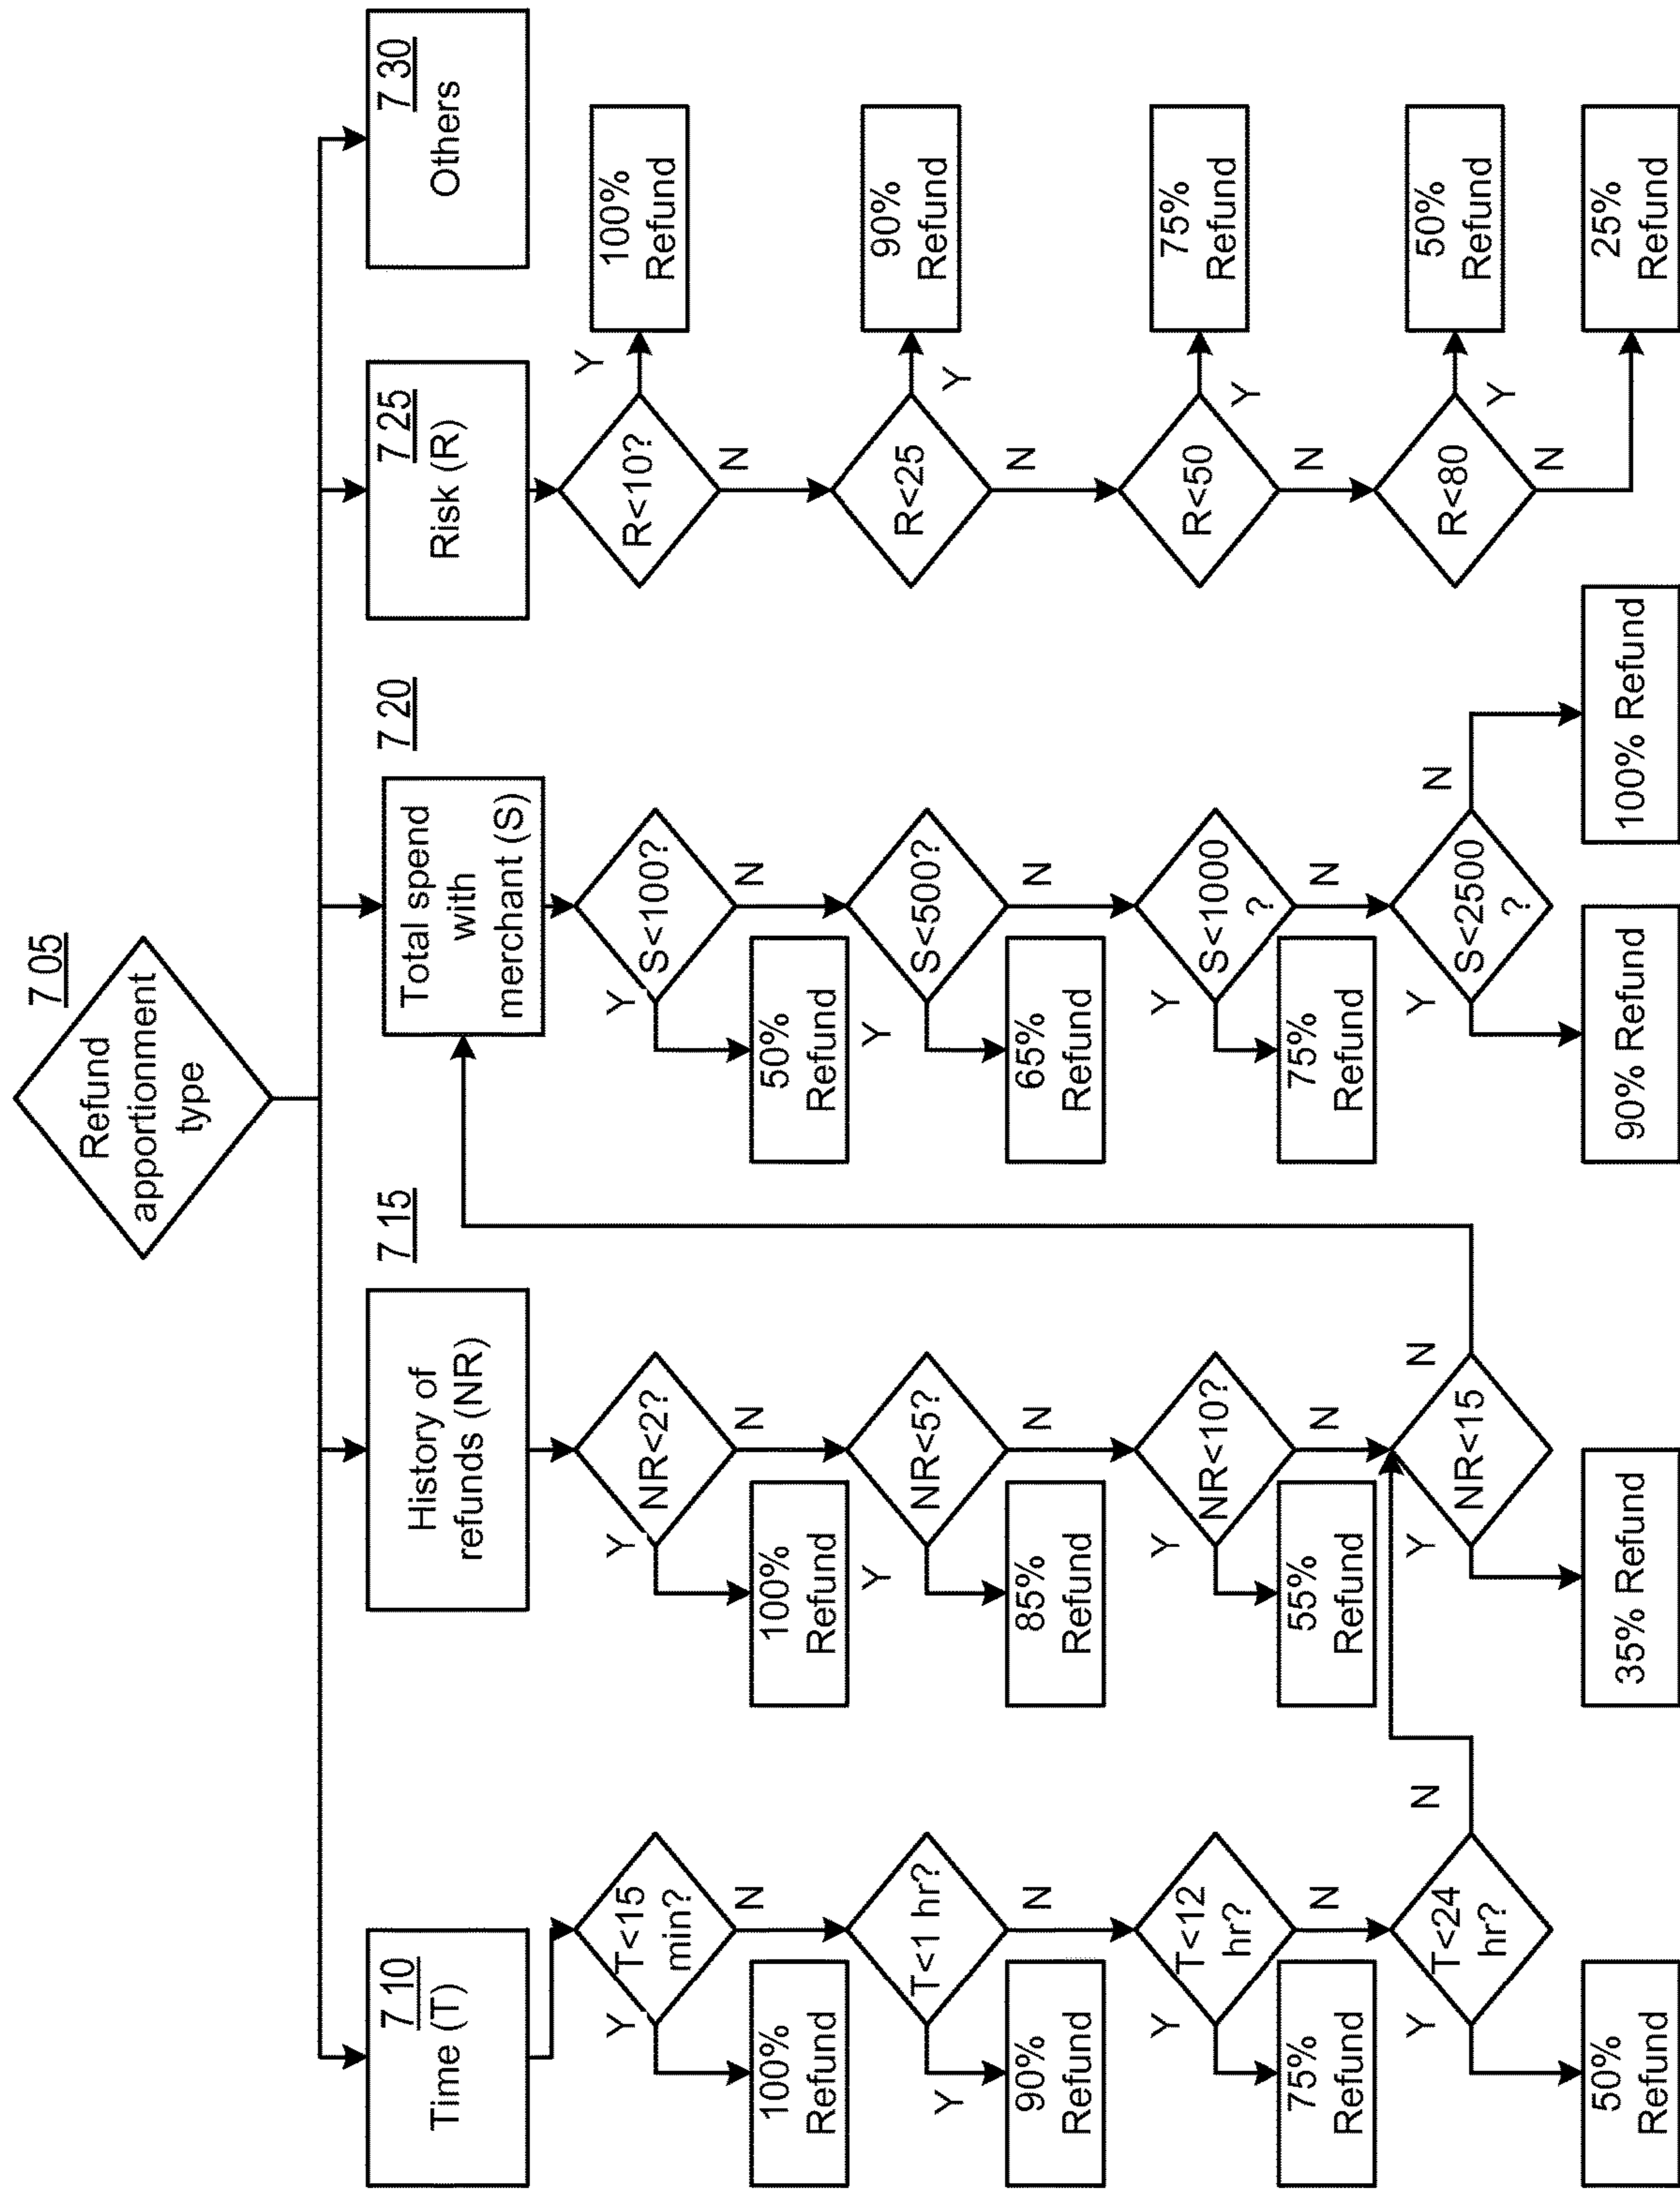 7 05
Refund
apportionment
type
7 10
Time (T)
T<15
min?
Y
N
100%
Refund
T<1 hr?
Y
N
90%
Refund
T<12
hr?
Y
N
75%
Refund
T<24
hr?
Y
N
50%
Refund
7 15
History of
refunds (NR)
NR<2?
Y
N
100%
Refund
NR<5?
Y
N
85%
Refund
NR<10?
Y
N
55%
Refund
NR<15
Y
N
35% Refund
7 20
Total spend
with
merchant (S)
S<100?
Y
N
50%
Refund
S<500?
Y
N
65%
Refund
S<1000
?
Y
N
75%
Refund
S<2500
?
Y
N
90% Refund
100% Refund
7 25
Risk (R)
R<10?
Y
N
100%
Refund
R<25
Y
N
90%
Refund
R<50
Y
N
75%
Refund
R<80
Y
N
50%
Refund
25%
Refund
7 30
Others